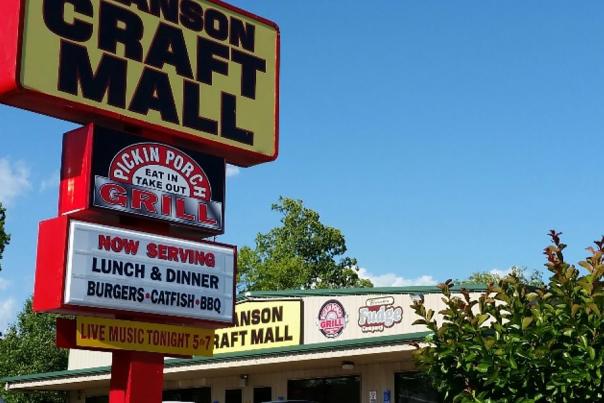 ANSON
CRAFT
MALL
PICKIN PORCH
EAT IN
TAKE OUT
GRILL
NOW SERVING
LUNCH & DINNER
BURGERS•CATFISH•BBQ
LIVE MUSIC TONIGHT 5-7
ANSON
RAFT MALL
GRILL
Fudge
Company